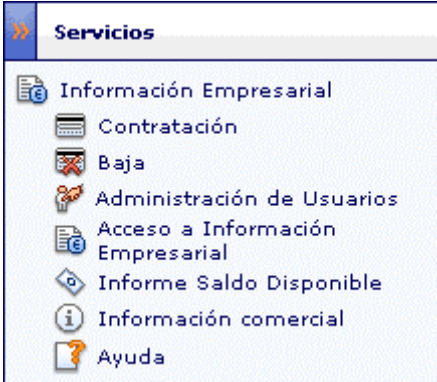 Servicios
Información Empresarial
Contratación
Baja
Administración de Usuarios
Acceso a Información
Empresarial
Informe Saldo Disponible
Información comercial
Ayuda